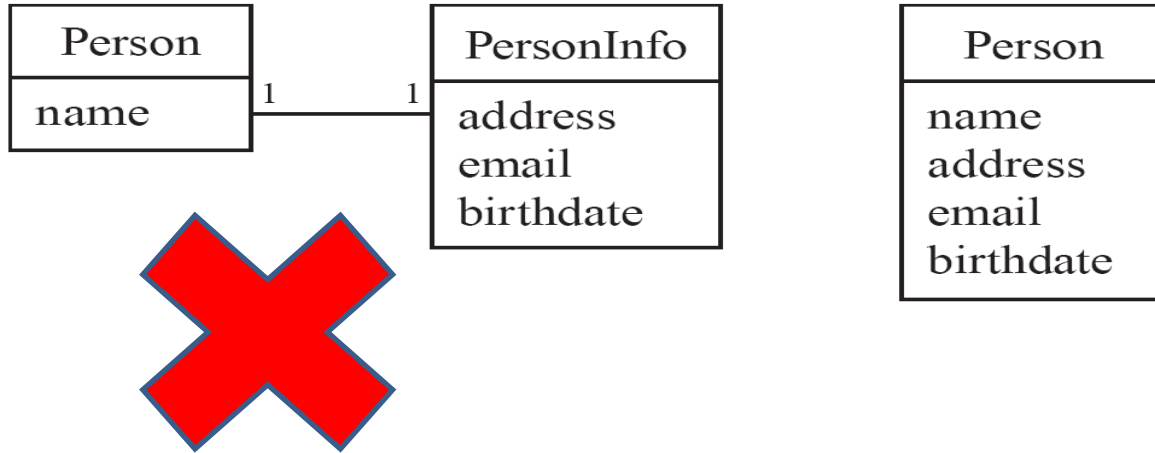 Person
name
1
1
PersonInfo
address
email
birthdate
Person
name
address
email
birthdate